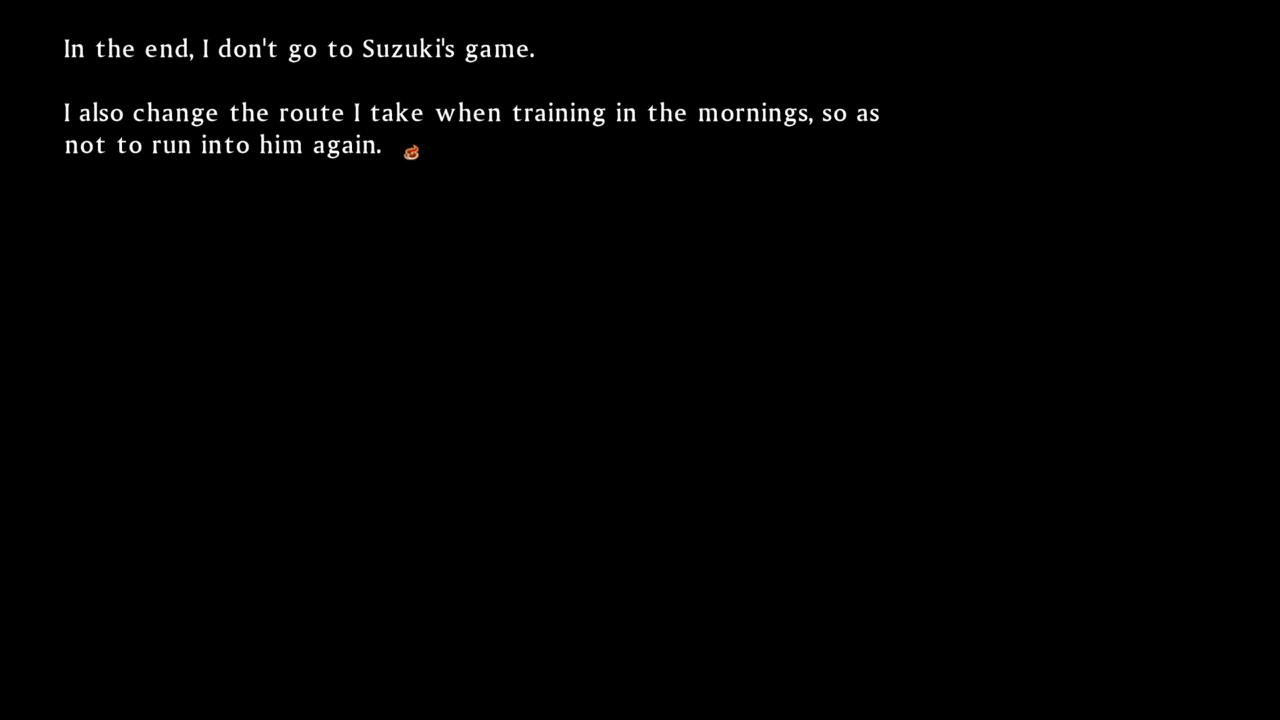 In the end, I don't go to Suzuki's game.
I also change the route I take when training in the mornings, so as
not to run into him again.